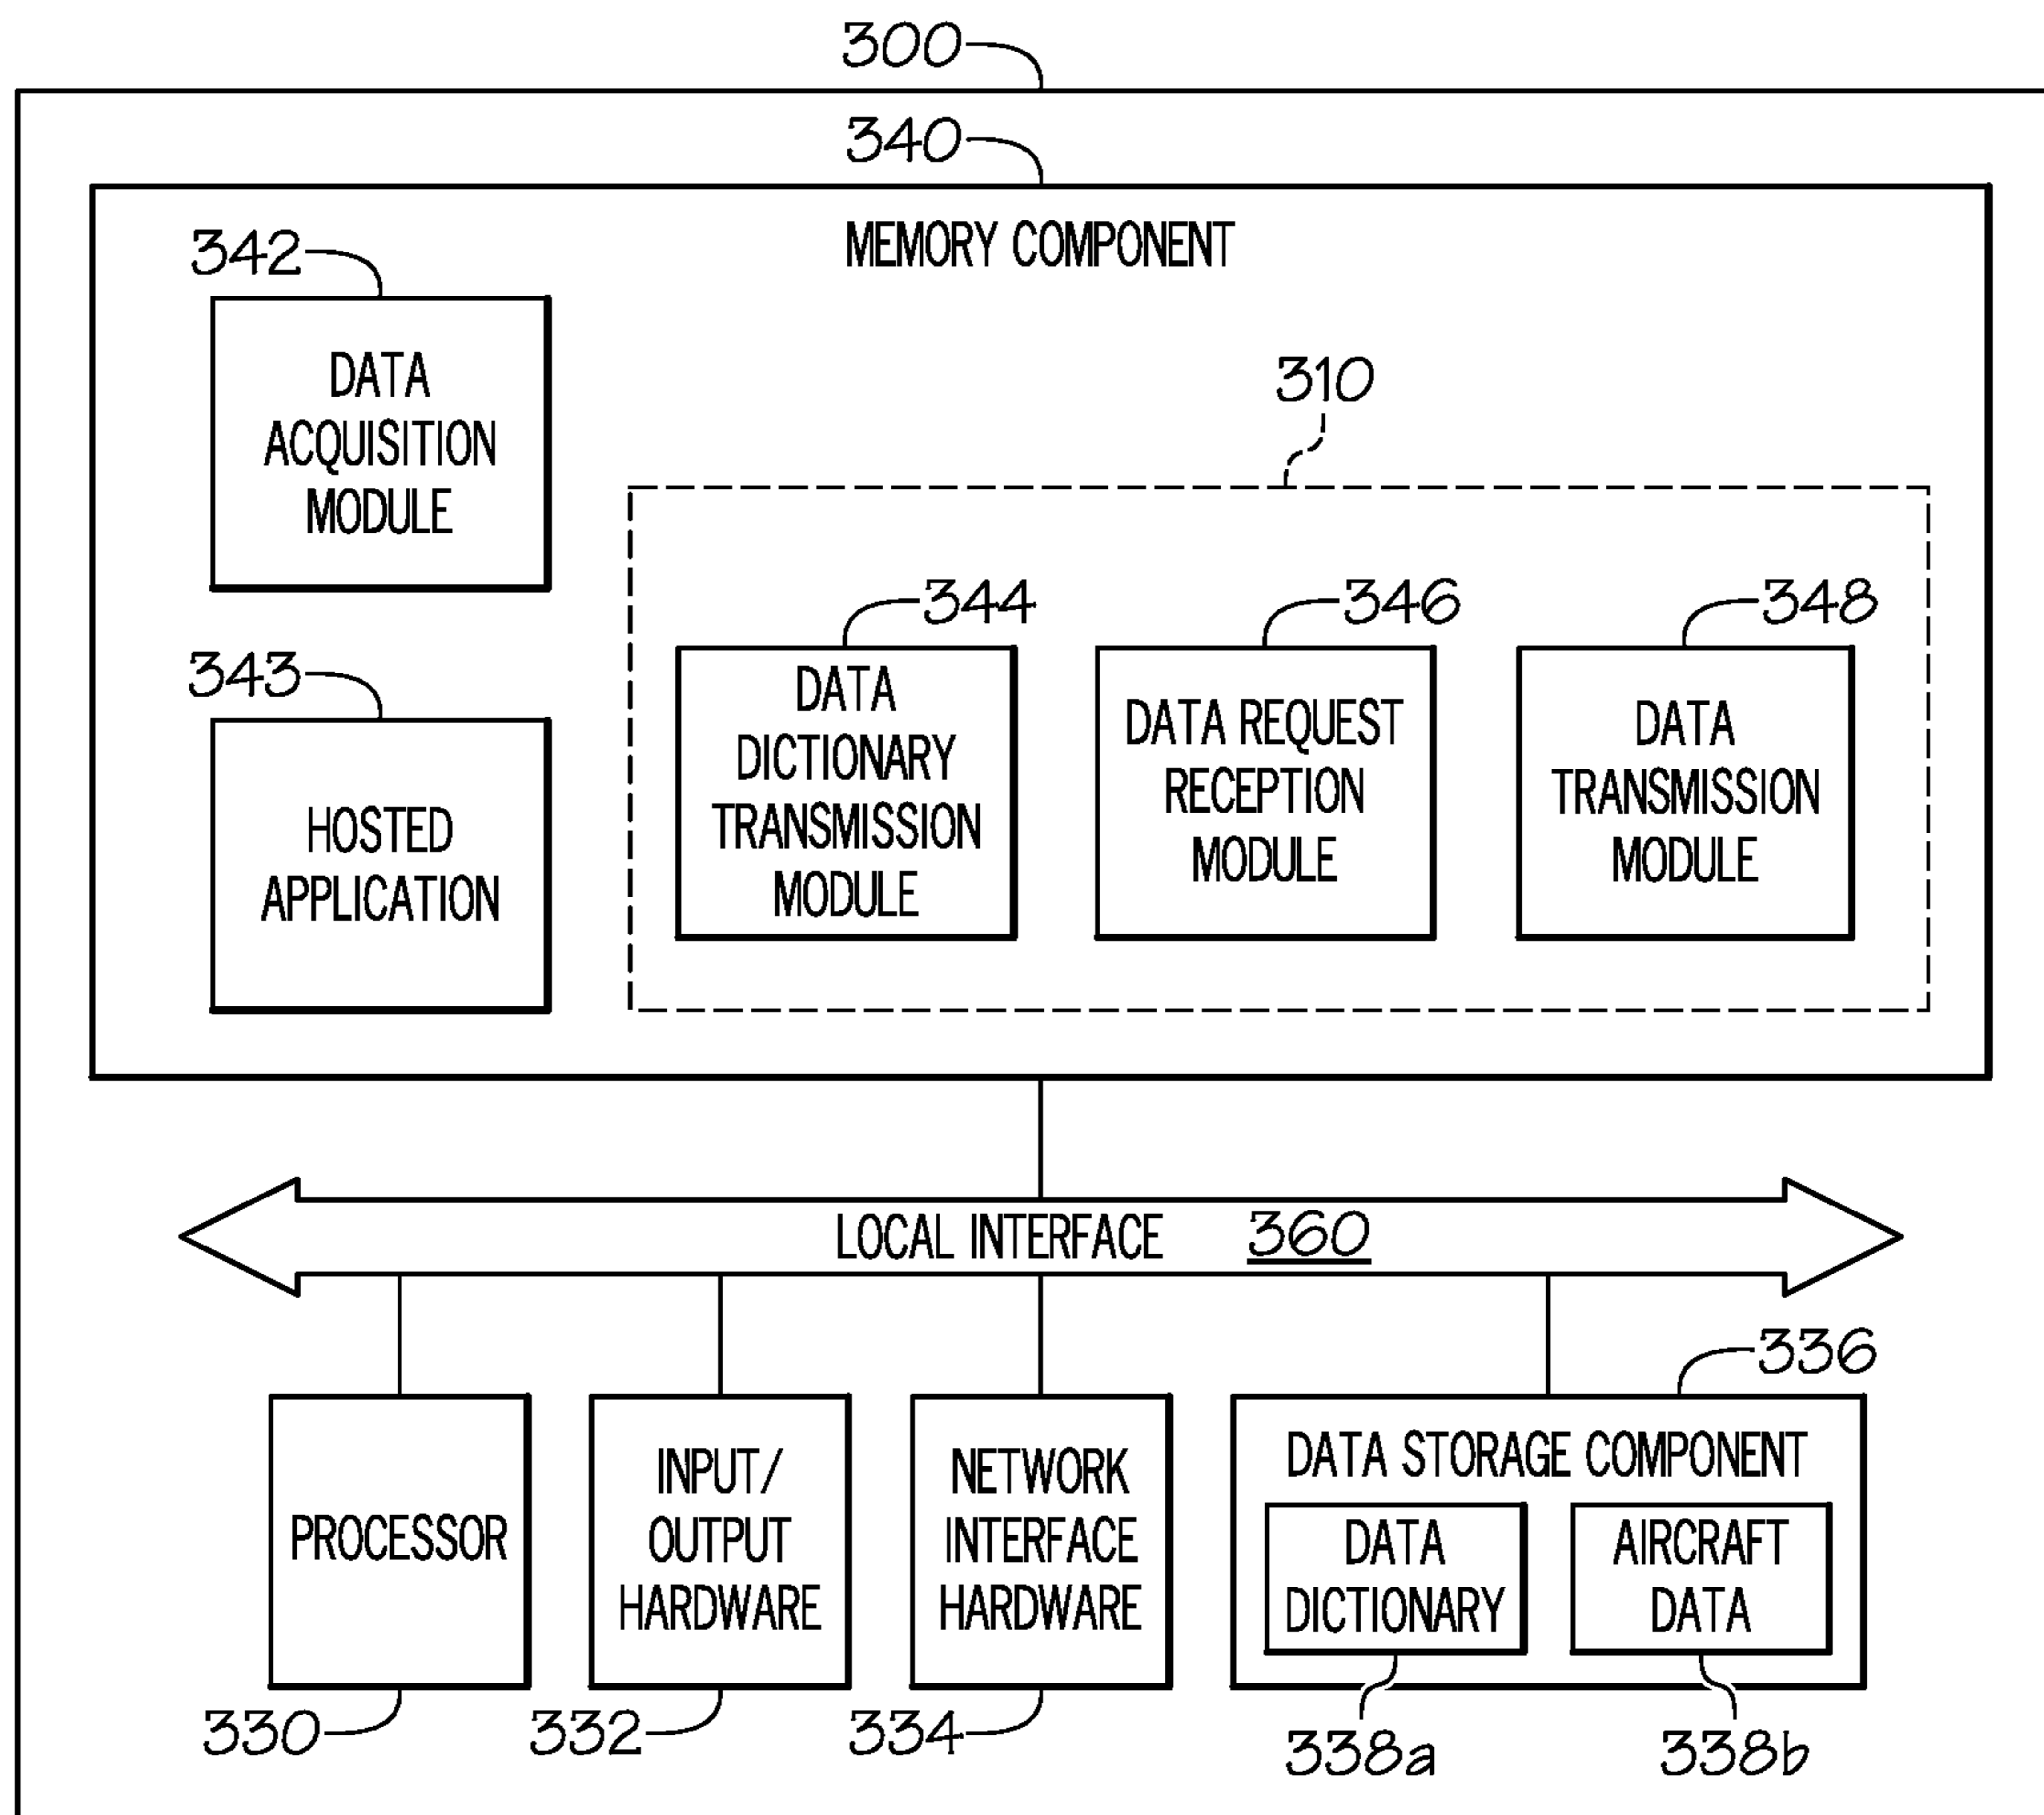 300
340
MEMORY COMPONENT
342
DATA
ACQUISITION
MODULE
310
344
DATA
DICTIONARY
TRANSMISSION
MODULE
346
DATA REQUEST
RECEPTION
MODULE
348
DATA
TRANSMISSION
MODULE
343
HOSTED
APPLICATION
LOCAL INTERFACE 360
PROCESSOR
330
INPUT/
OUTPUT
HARDWARE
332
NETWORK
INTERFACE
HARDWARE
334
336
DATA STORAGE COMPONENT
DATA
DICTIONARY
338a
AIRCRAFT
DATA
338b